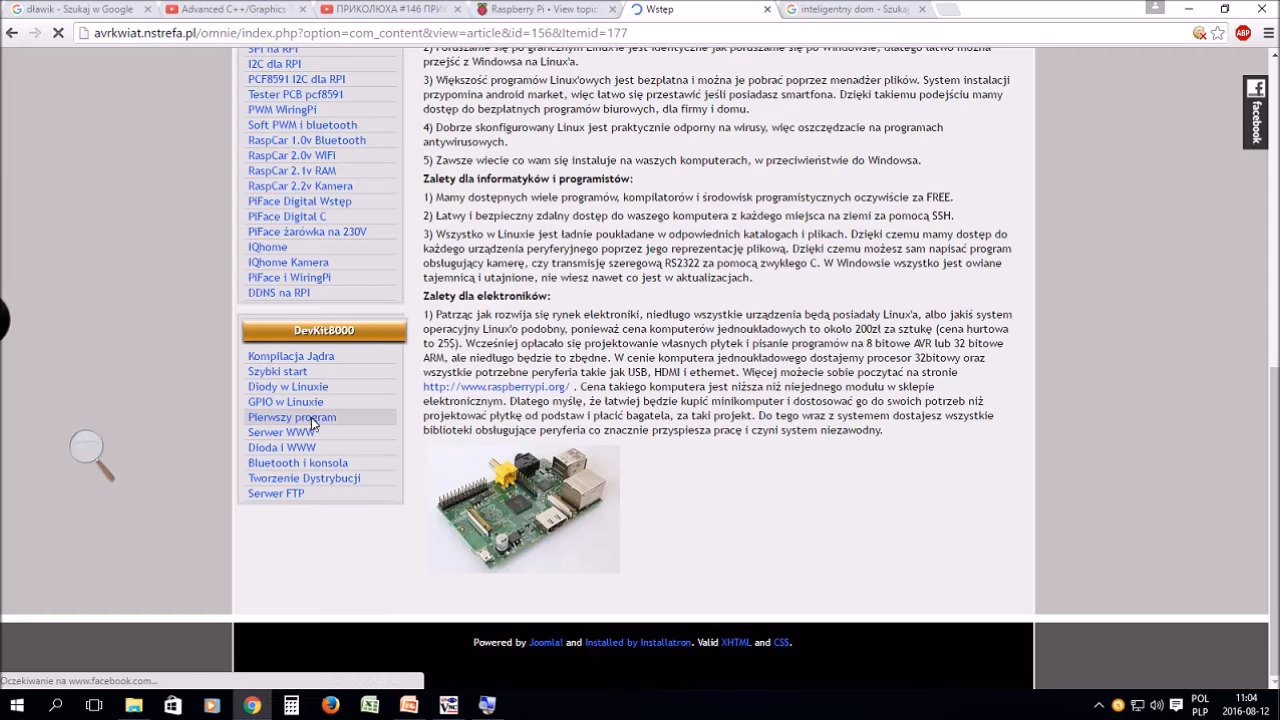 dławik - Szukaj w Google
Advanced C++/Graphics
ПРИКОЛЮХА #146 ПРИ
Raspberry Pi • View topic
Wstęp
inteligentny dom - Szukaj
avrkwiat.nstrefa.pl/omnie/index.php?option=com_content&view=article&id=156&Itemid=177
ABP
SPI na RPI
I2C dla RPI
PCF8591 I2C dla RPI
Tester PCB pcf8591
PWM WiringPi
Soft PWM i bluetooth
RaspCar 1.0v Bluetooth
RaspCar 2.0v WiFi
RaspCar 2.1v RAM
RaspCar 2.2v Kamera
PiFace Digital Wstęp
PiFace Digital C
PiFace żarówka na 230V
IQhome
IQhome Kamera
PiFace i WiringPi
DDNS na RPI
DevKit8000
Kompilacja Jądra
Szybki start
Diody w Linuxie
GPIO w Linuxie
Pierwszy program
Serwer WWW
Dioda i WWW
Bluetooth i konsola
Tworzenie Dystrybucji
Serwer FTP
2) Poruszanie się po graficznym Linux'ie jest identyczne jak poruszanie się po Windowsie, dlatego łatwo można
przejść z Windowsa na Linux'a.
3) Większość programów Linux'owych jest bezpłatna i można je pobrać poprzez menadżer plików. System instalacji
przypomina android market, więc łatwo się przestawić jeśli posiadasz smartfona. Dzięki takiemu podejściu mamy
dostęp do bezpłatnych programów biurowych, dla firmy i domu.
4) Dobrze skonfigurowany Linux jest praktycznie odporny na wirusy, więc oszczędzacie na programach
antywirusowych.
5) Zawsze wiecie co wam się instaluje na waszych komputerach, w przeciwieństwie do Windowsa.
Zalety dla informatyków i programistów:
1) Mamy dostępnych wiele programów, kompilatorów i środowisk programistycznych oczywiście za FREE.
2) Łatwy i bezpieczny zdalny dostęp do waszego komputera z każdego miejsca na ziemi za pomocą SSH.
3) Wszystko w Linuxie jest ładnie poukładane w odpowiednich katalogach i plikach. Dzięki czemu mamy dostęp do
każdego urządzenia peryferyjnego poprzez jego reprezentację plikową. Dzięki czemu możesz sam napisać program
obsługujący kamerę, czy transmisję szeregową RS2322 za pomocą zwykłego C. W Windowsie wszystko jest owiane
tajemnicą i utajnione, nie wiesz nawet co jest w aktualizacjach.
Zalety dla elektroników:
1) Patrząc jak rozwija się rynek elektroniki, niedługo wszystkie urządzenia będą posiadały Linux'a, albo jakiś system
operacyjny Linux'o podobny, ponieważ cena komputerów jednoukładowych to około 200zł za sztukę (cena hurtowa
to 25$). Wcześniej opłacało się projektowanie własnych płytek i pisanie programów na 8 bitowe AVR lub 32 bitowe
ARM, ale niedługo będzie to zbędne. W cenie komputera jednoukładowego dostajemy procesor 32bitowy oraz
wszystkie potrzebne peryferia takie jak USB, HDMI i ethernet. Więcej możecie sobie poczytać na stronie
http://www.raspberrypi.org/ . Cena takiego komputera jest niższa niż niejednego modułu w sklepie
elektronicznym. Dlatego myślę, że łatwiej będzie kupić minikomputer i dostosować go do swoich potrzeb niż
projektować płytkę od podstaw i płacić bagatela, za taki projekt. Do tego wraz z systemem dostajesz wszystkie
biblioteki obsługujące peryferia co znacznie przyspiesza pracę i czyni system niezawodny.
facebook
Powered by Joomla! and Installed by Installatron. Valid XHTML and CSS.
Oczekiwanie na www.facebook.com...
POL
PLP
11:04
2016-08-12